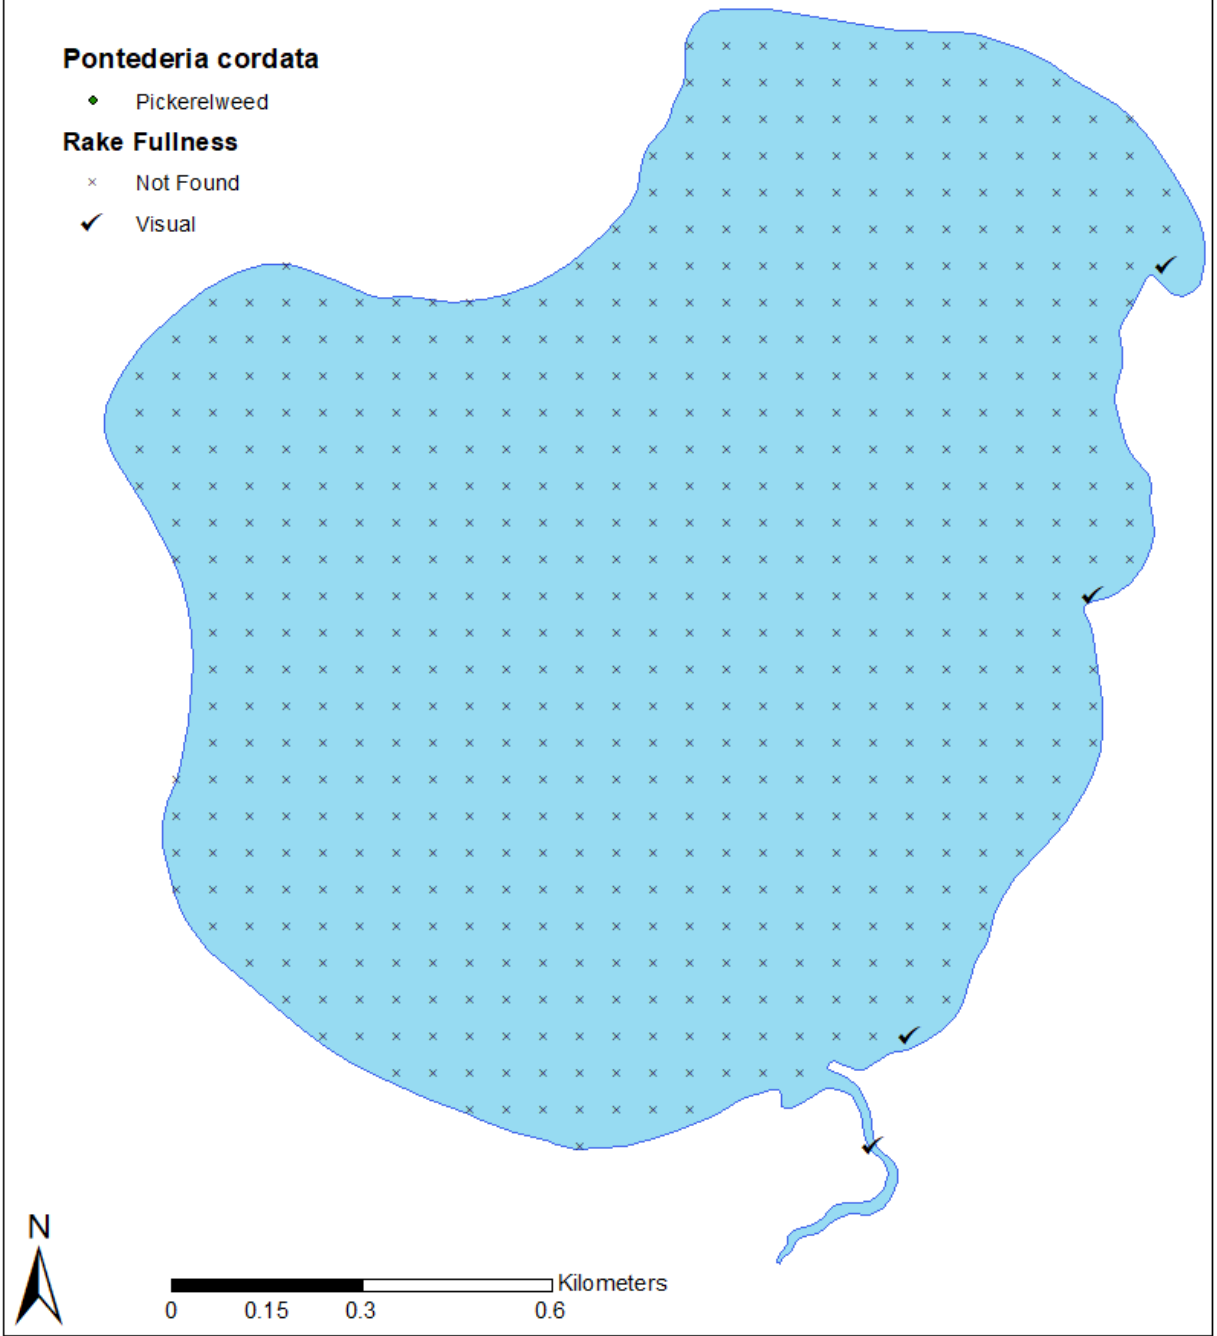 Pontederia cordata
Pickerelweed
Rake Fullness
Not Found
Visual
N
Kilometers
0 0.15 0.3 0.6